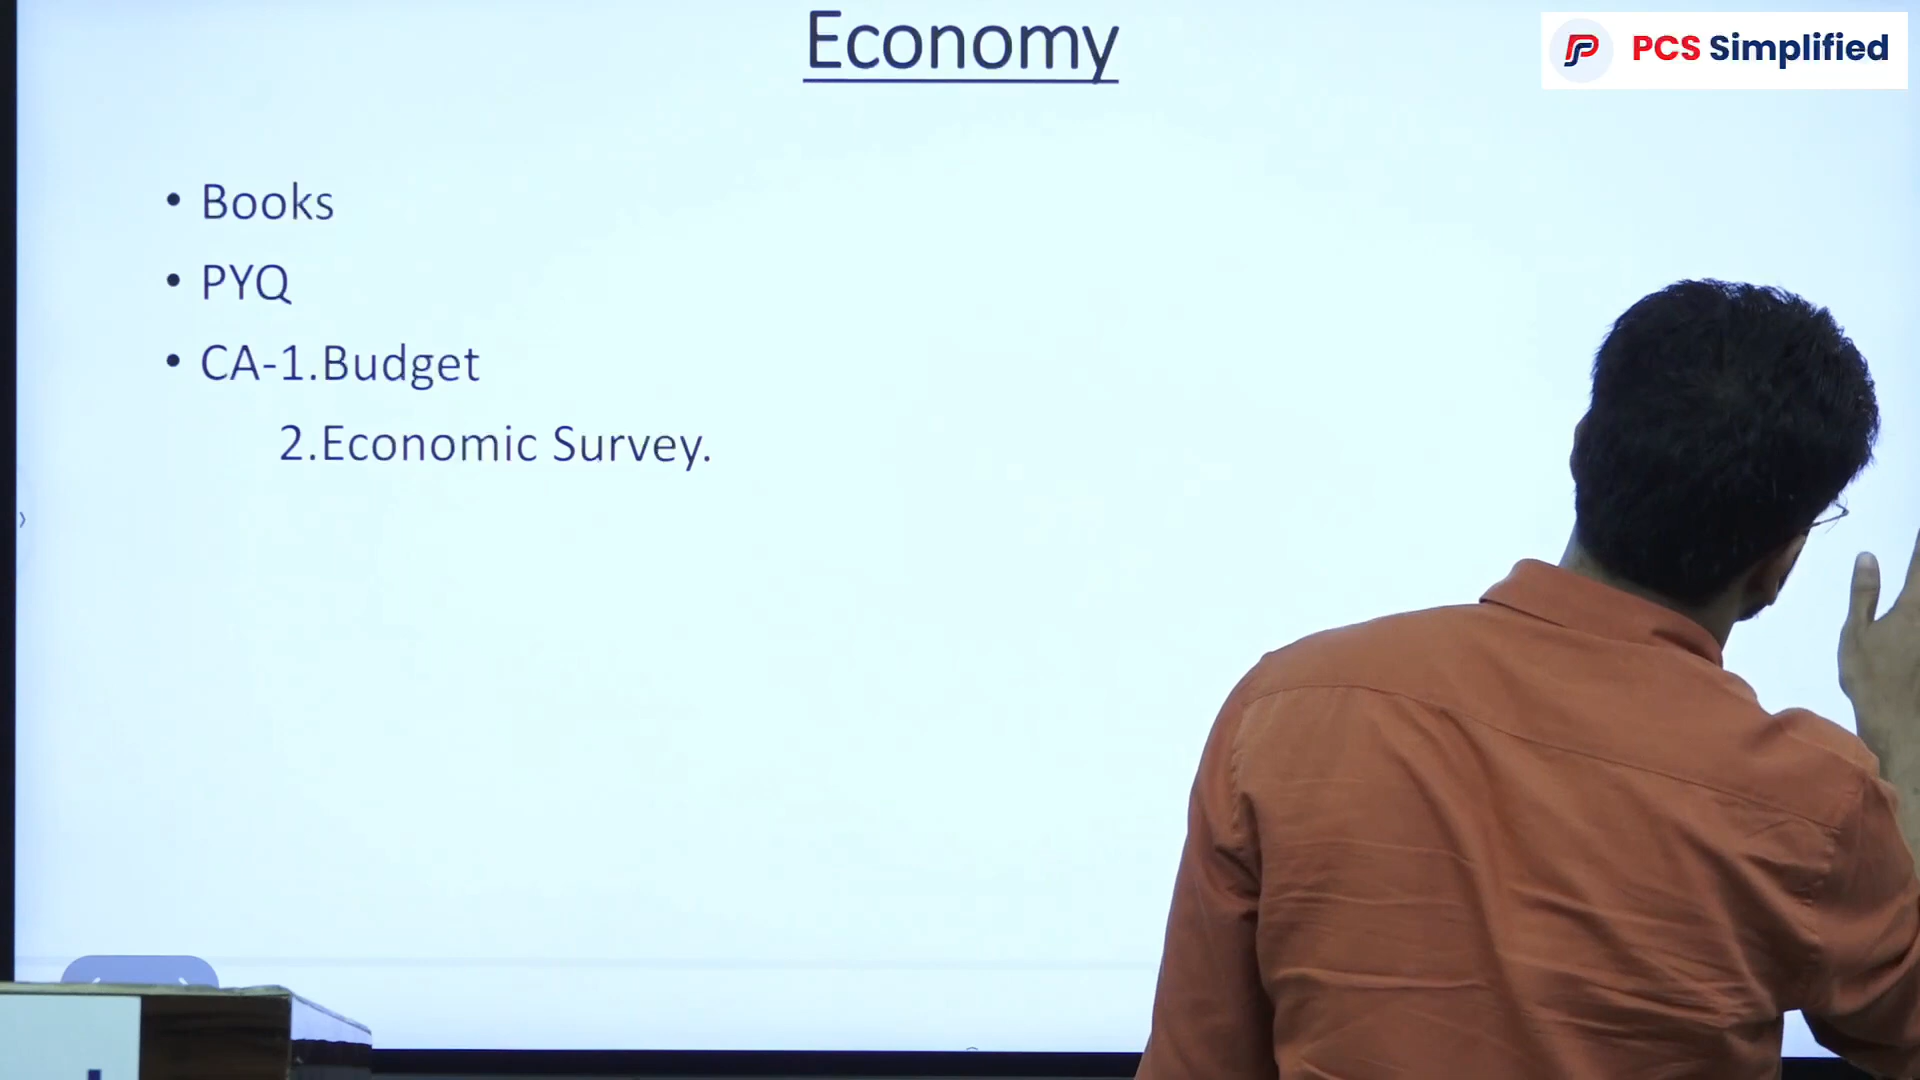 Economy
PCS Simplified
• Books
• PYQ
• CA-1.Budget
2.Economic Survey.